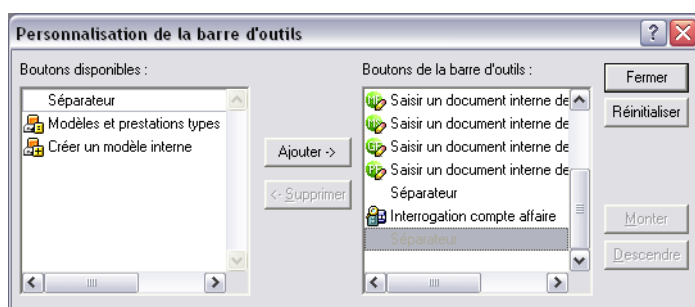 Personnalisation de la barre d'outils
Boutons disponibles :
Séparateur
Modèles et prestations types
Créer un modèle interne
Ajouter ->
<- Supprimer
Boutons de la barre d'outils :
Saisir un document interne de
Saisir un document interne de
Saisir un document interne de
Saisir un document interne de
Séparateur
Interrogation compte affaire
Séparateur
Fermer
Réinitialiser
Monter
Descendre